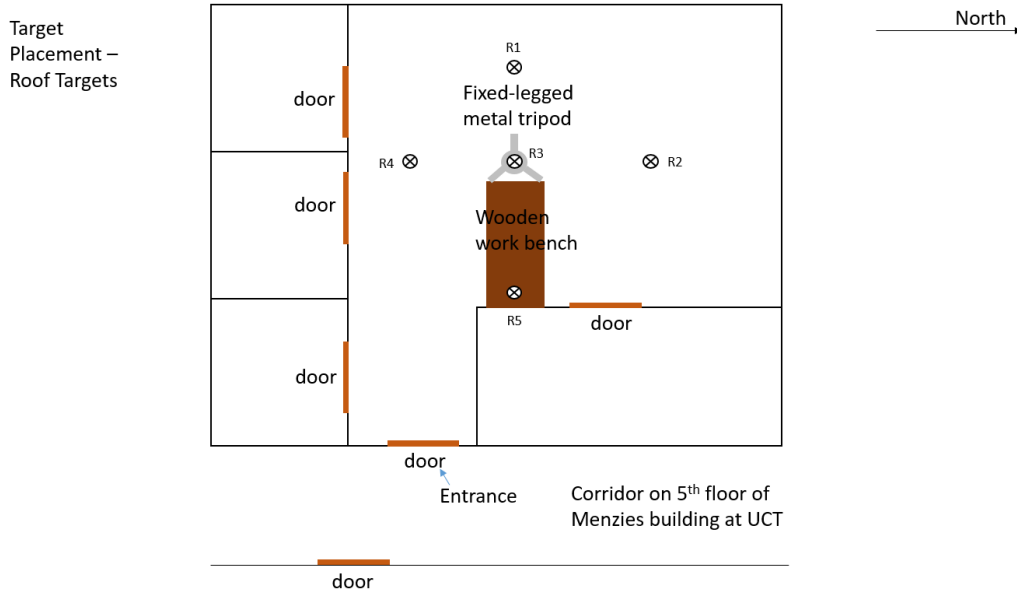 Target
Placement –
Roof Targets
North
R1
door
Fixed-legged
metal tripod
R4
R3
R2
door
Wooden
work bench
R5
door
door
door
Entrance
Corridor on 5th floor of
Menzies building at UCT
door